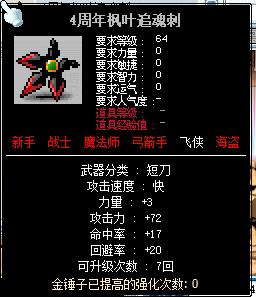 4周年枫叶追魂刺
要求等级： 64
要求力量： 0
要求敏捷： 0
要求智力： 0
要求运气： 0
要求人气度： -
道具等级： -
道具经验值： -
新手 战士 魔法师 弓箭手 飞侠 海盗
武器分类 : 短刀
攻击速度 : 快
力量 : +3
攻击力 : +72
命中率 : +17
回避率 : +20
可升级次数 : 7回
金锤子已提高的强化次数: 0